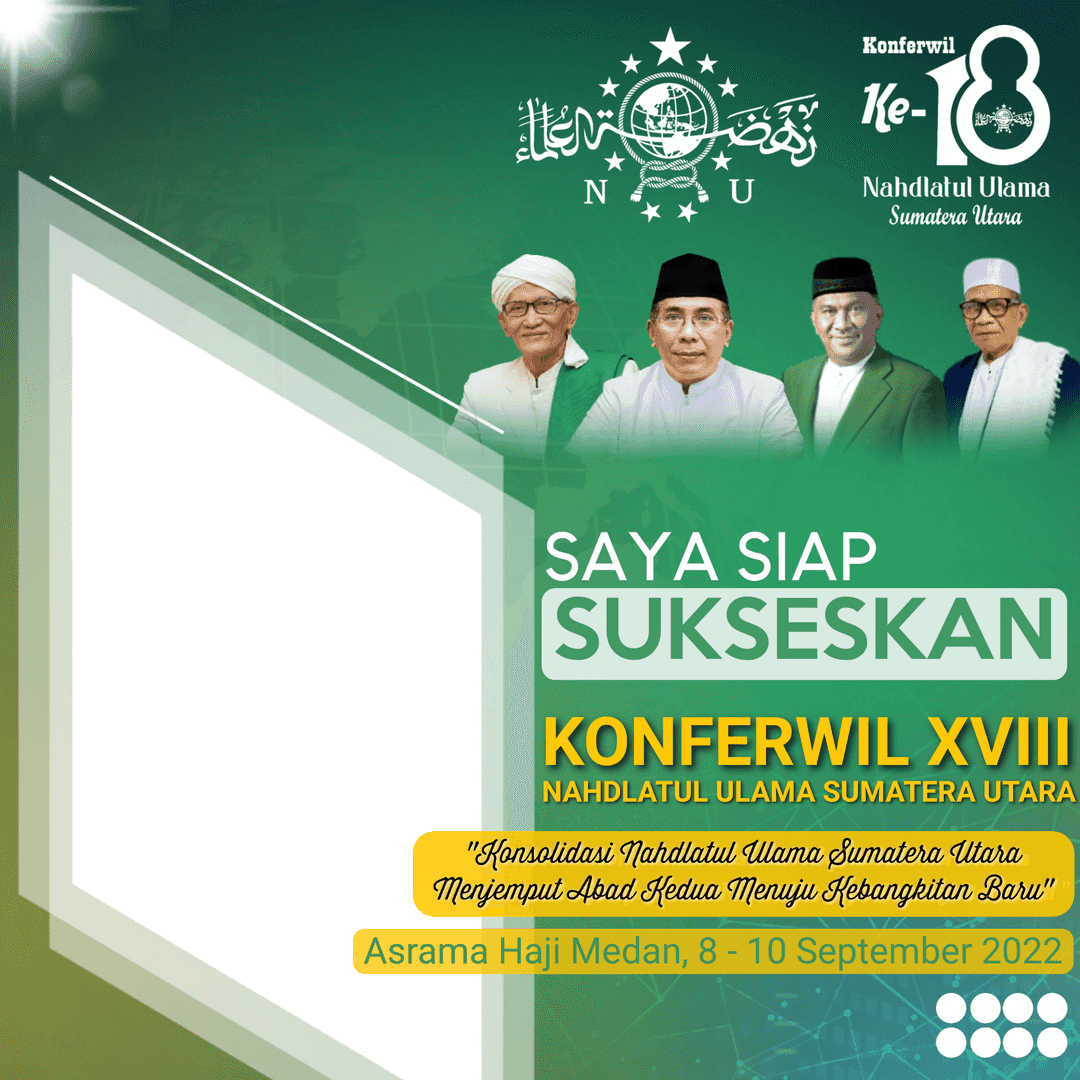 نهضة العلماء
N U
Konferwil
Ke-18
Nahdlatul Ulama
Sumatera Utara
SAYA SIAP
SUKSESKAN
KONFERWIL XVIII
NAHDLATUL ULAMA SUMATERA UTARA
"Konsolidasi Nahdlatul Ulama Sumatera Utara
Menjemput Abad Kedua Menuju Kebangkitan Baru"
Asrama Haji Medan, 8 - 10 September 2022